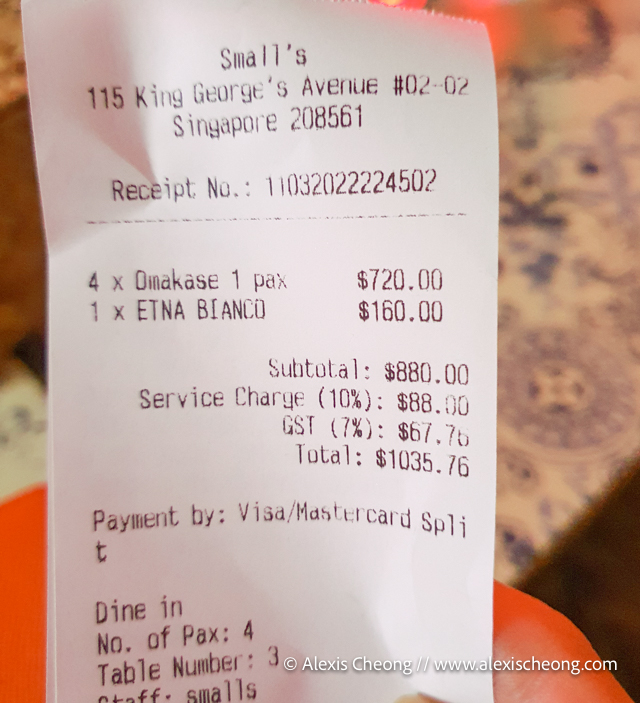 Small's
115 King George's Avenue #02-02
Singapore 208561
Receipt No.: 11032022224502
4 x Omakase 1 pax $720.00
1 x ETNA BIANCO $160.00
Subtotal: $880.00
Service Charge (10%): $88.00
GST (7%): $67.76
Total: $1035.76
Payment by: Visa/Mastercard Spli
t
Dine in
No. of Pax: 4
Table Number: 3
Staff: smalls
© Alexis Cheong // www.alexischeong.com